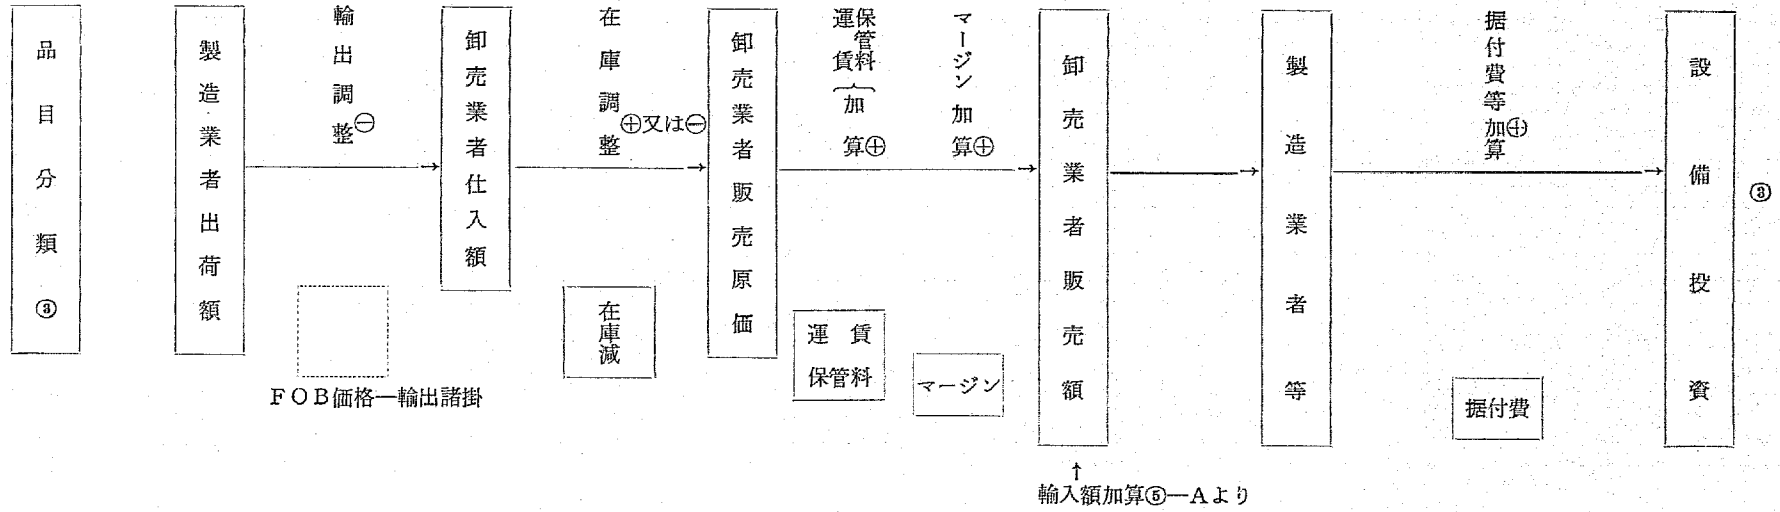 品目分類③
製造業者出荷額
輸出調整㊀
卸売業者仕入額
在庫調整
⊕又は㊀
卸売業者販売原価
運賃
保管料
加算⊕
マージン加算⊕
卸売業者販売額
製造業者等
据付費等加算⊕
設備投資
③
FOB価格―輸出諸掛
在庫減
運賃
保管料
マージン
据付費
↑
輸入額加算⑤―Aより